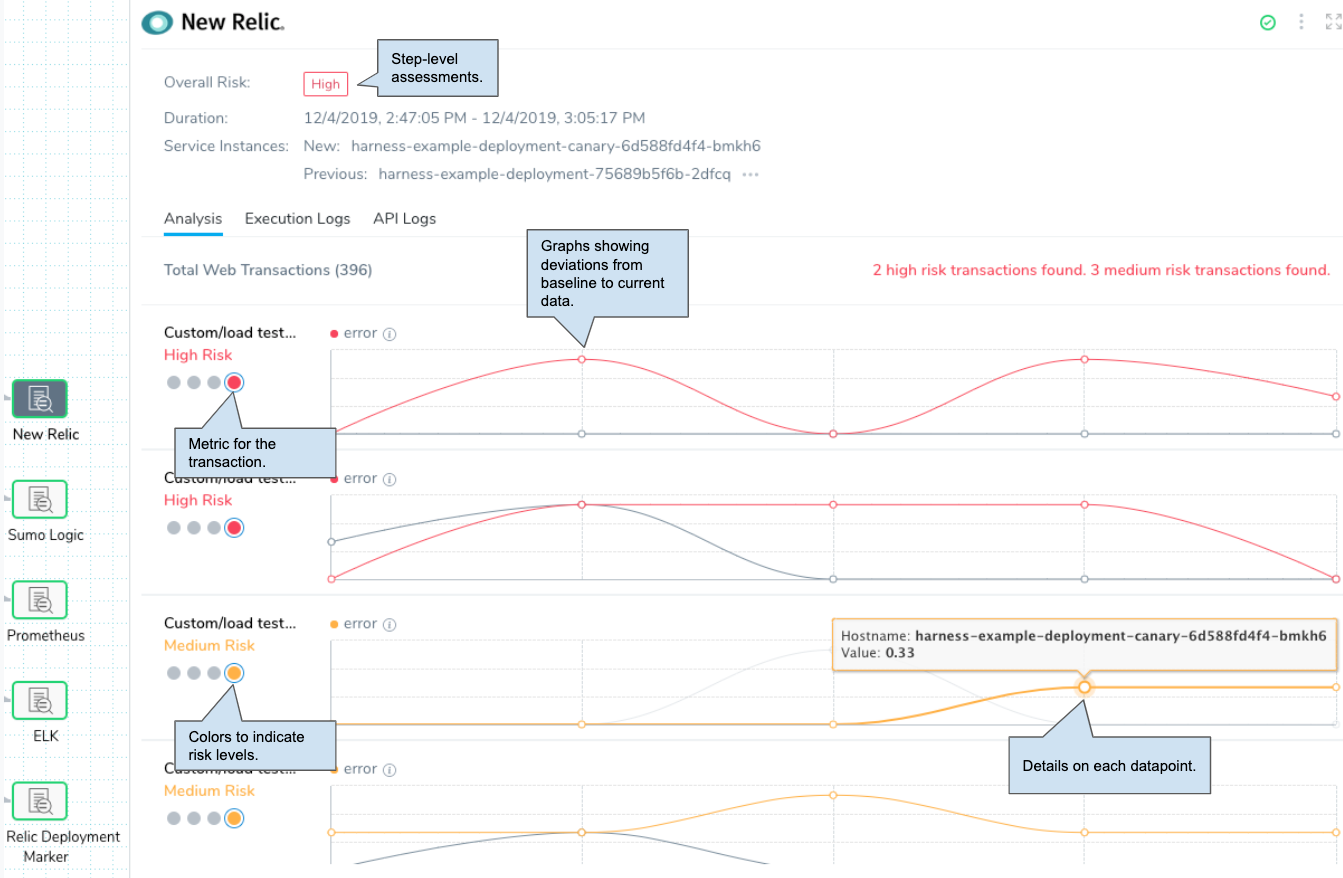 New Relic.
Step-level
assessments.
Overall Risk: High
Duration: 12/4/2019, 2:47:05 PM - 12/4/2019, 3:05:17 PM
Service Instances: New: harness-example-deployment-canary-6d588fd4f4-bmkh6
Previous: harness-example-deployment-75689b5f6b-2dfcq
Analysis Execution Logs API Logs
Graphs showing
deviations from
baseline to current
data.
Total Web Transactions (396)
2 high risk transactions found. 3 medium risk transactions found.
Custom/load test...
High Risk
error
Metric for the
transaction.
Custom/load test...
High Risk
error
Custom/load test...
Medium Risk
error
Hostname: harness-example-deployment-canary-6d588fd4f4-bmkh6
Value: 0.33
Colors to indicate
risk levels.
Details on each datapoint.
Custom/load test...
Medium Risk
error
New Relic
Sumo Logic
Prometheus
ELK
Relic Deployment
Marker